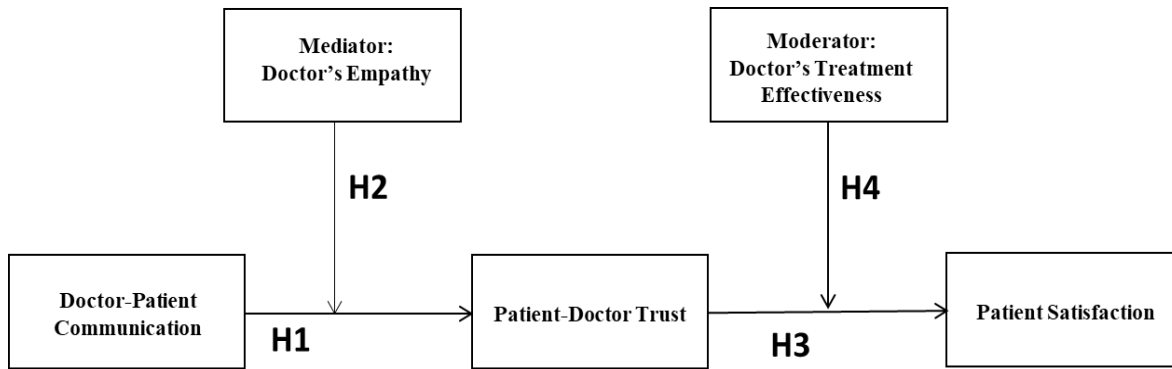 Mediator:
Doctor’s Empathy
Moderator:
Doctor’s Treatment
Effectiveness
H2
H4
Doctor-Patient
Communication
H1
Patient-Doctor Trust
H3
Patient Satisfaction